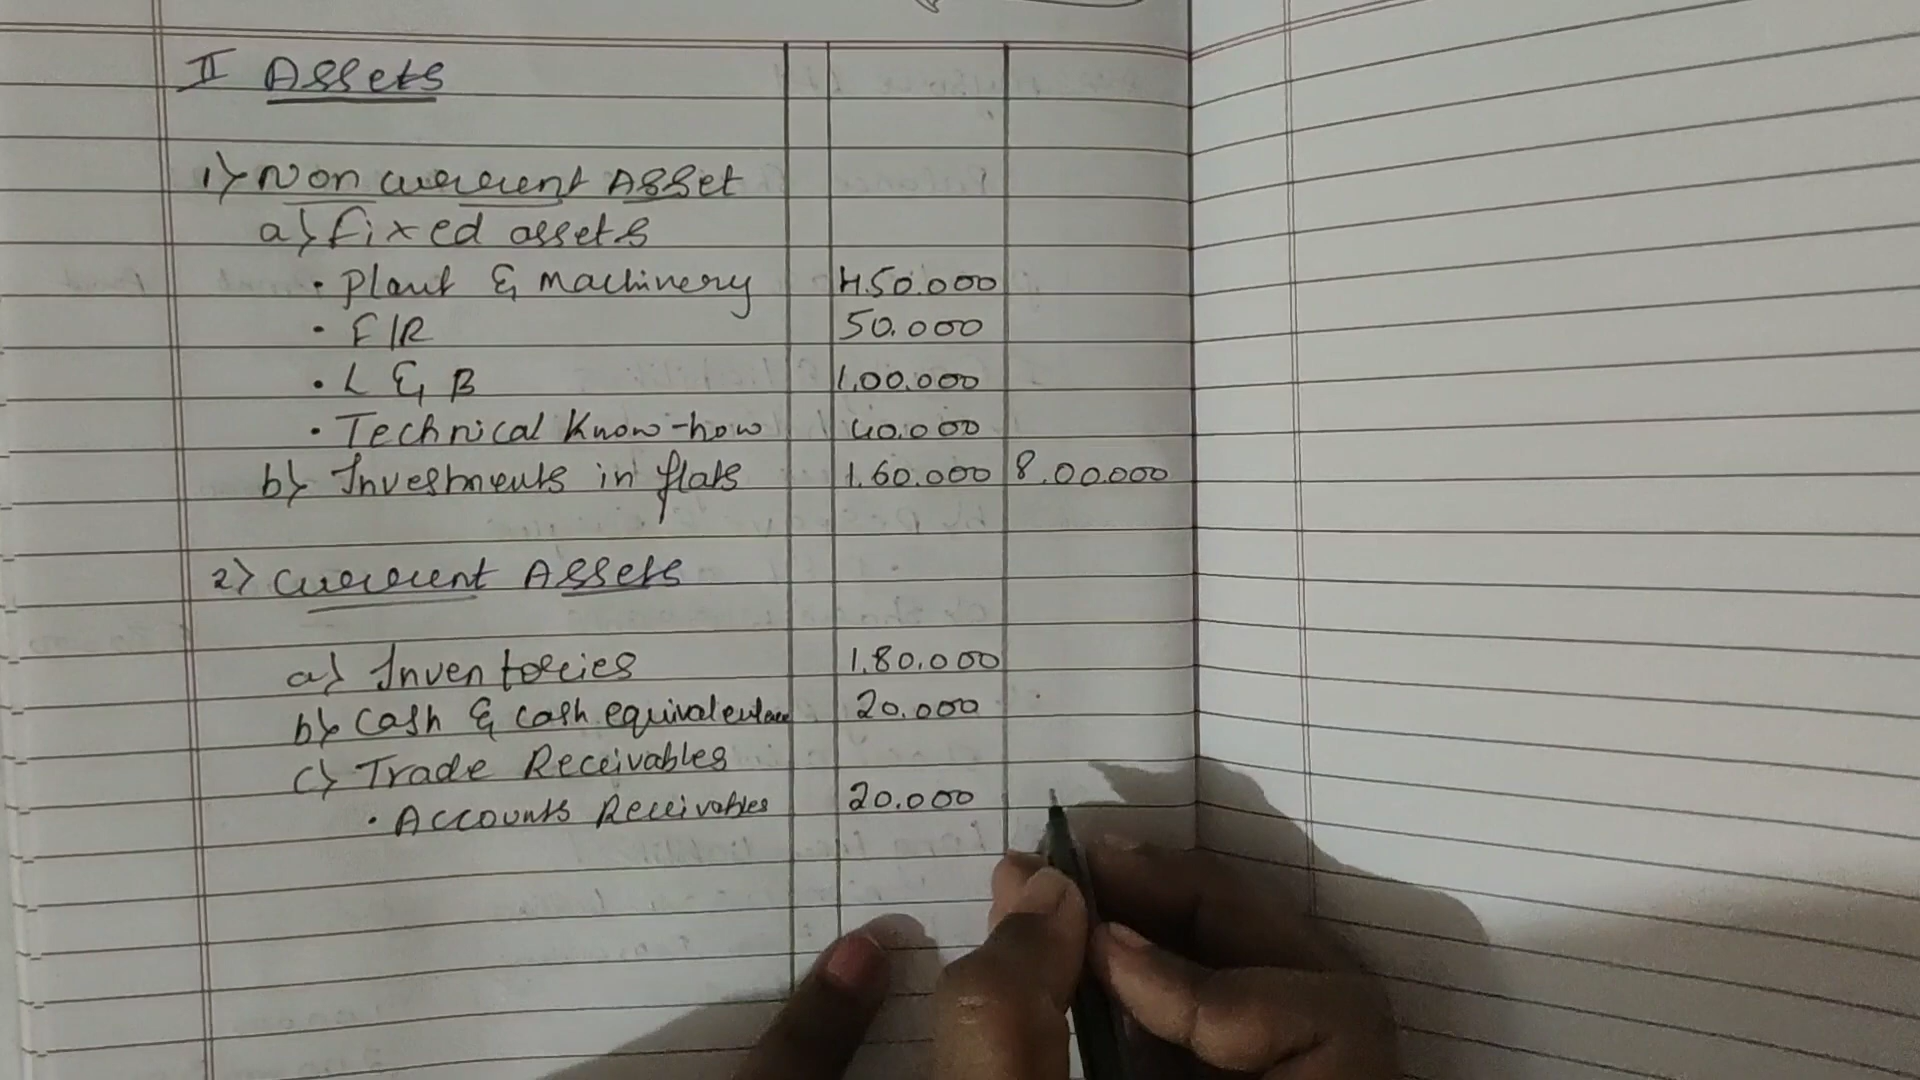 II Assets
1) Non current Asset
a) fixed assets
• Plant & Machinery 4.50.000
• F/R 50.000
• L & B 1.00.000
• Technical Know-how 40.000
b) Investments in flats 1.60.000 8.00.000
2) Current Assets
a) Inventories 1.80.000
b) Cash & cash 20.000
c) Trade Receivables
• Accounts Receivables 20.000